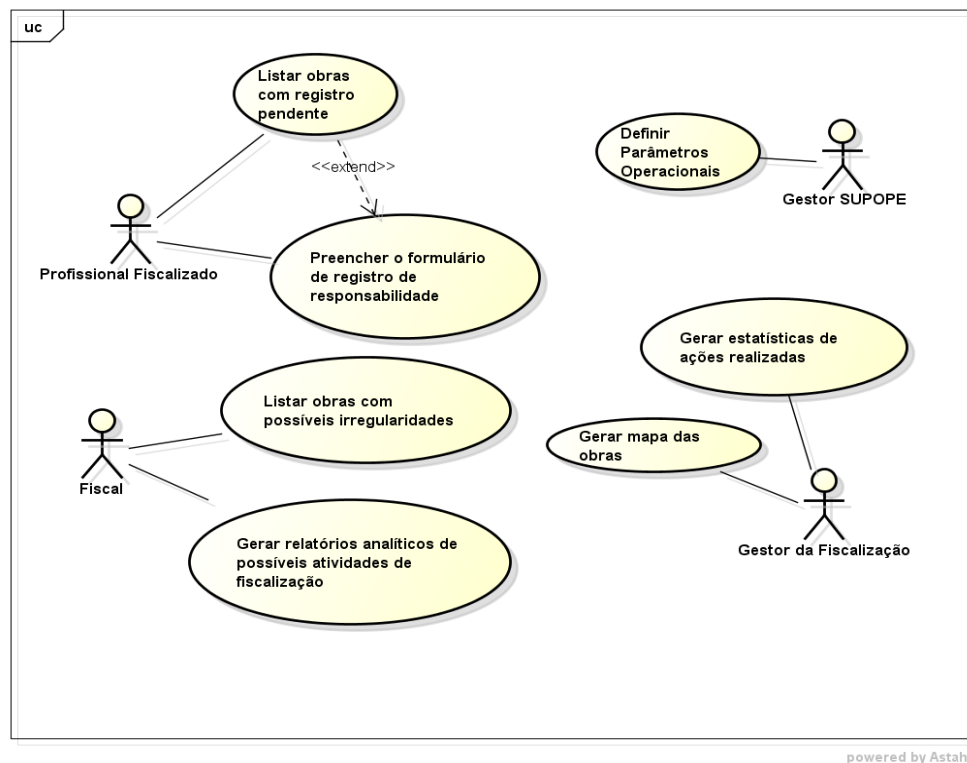 uc
Listar obras
com registro
pendente
<<extend>>
Definir
Parâmetros
Operacionais
Gestor SUPOPE
Profissional Fiscalizado
Preencher o formulário
de registro de
responsabilidade
Gerar estatísticas de
ações realizadas
Listar obras com
possíveis irregularidades
Gerar mapa das
obras
Fiscal
Gerar relatórios analíticos de
possíveis atividades de
fiscalização
Gestor da Fiscalização
powered by Astah